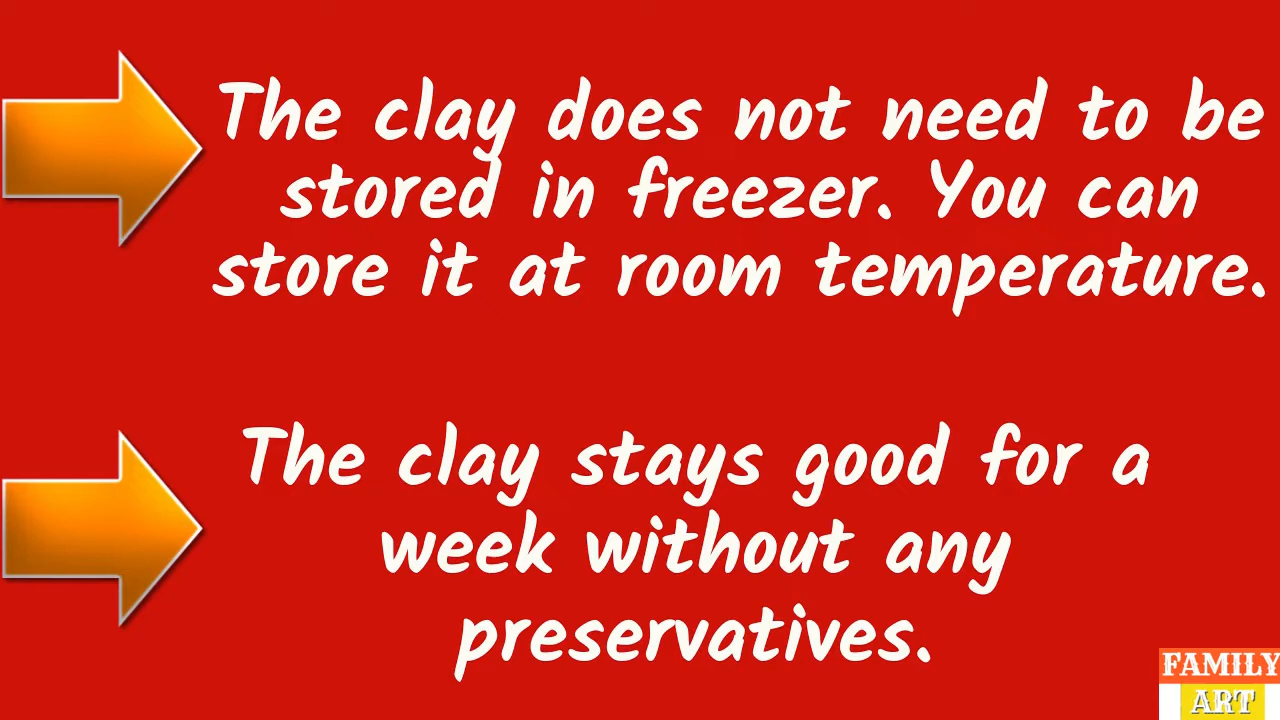 The clay does not need to be
stored in freezer. You can
store it at room temperature.
The clay stays good for a
week without any
preservatives.
FAMILY
ART